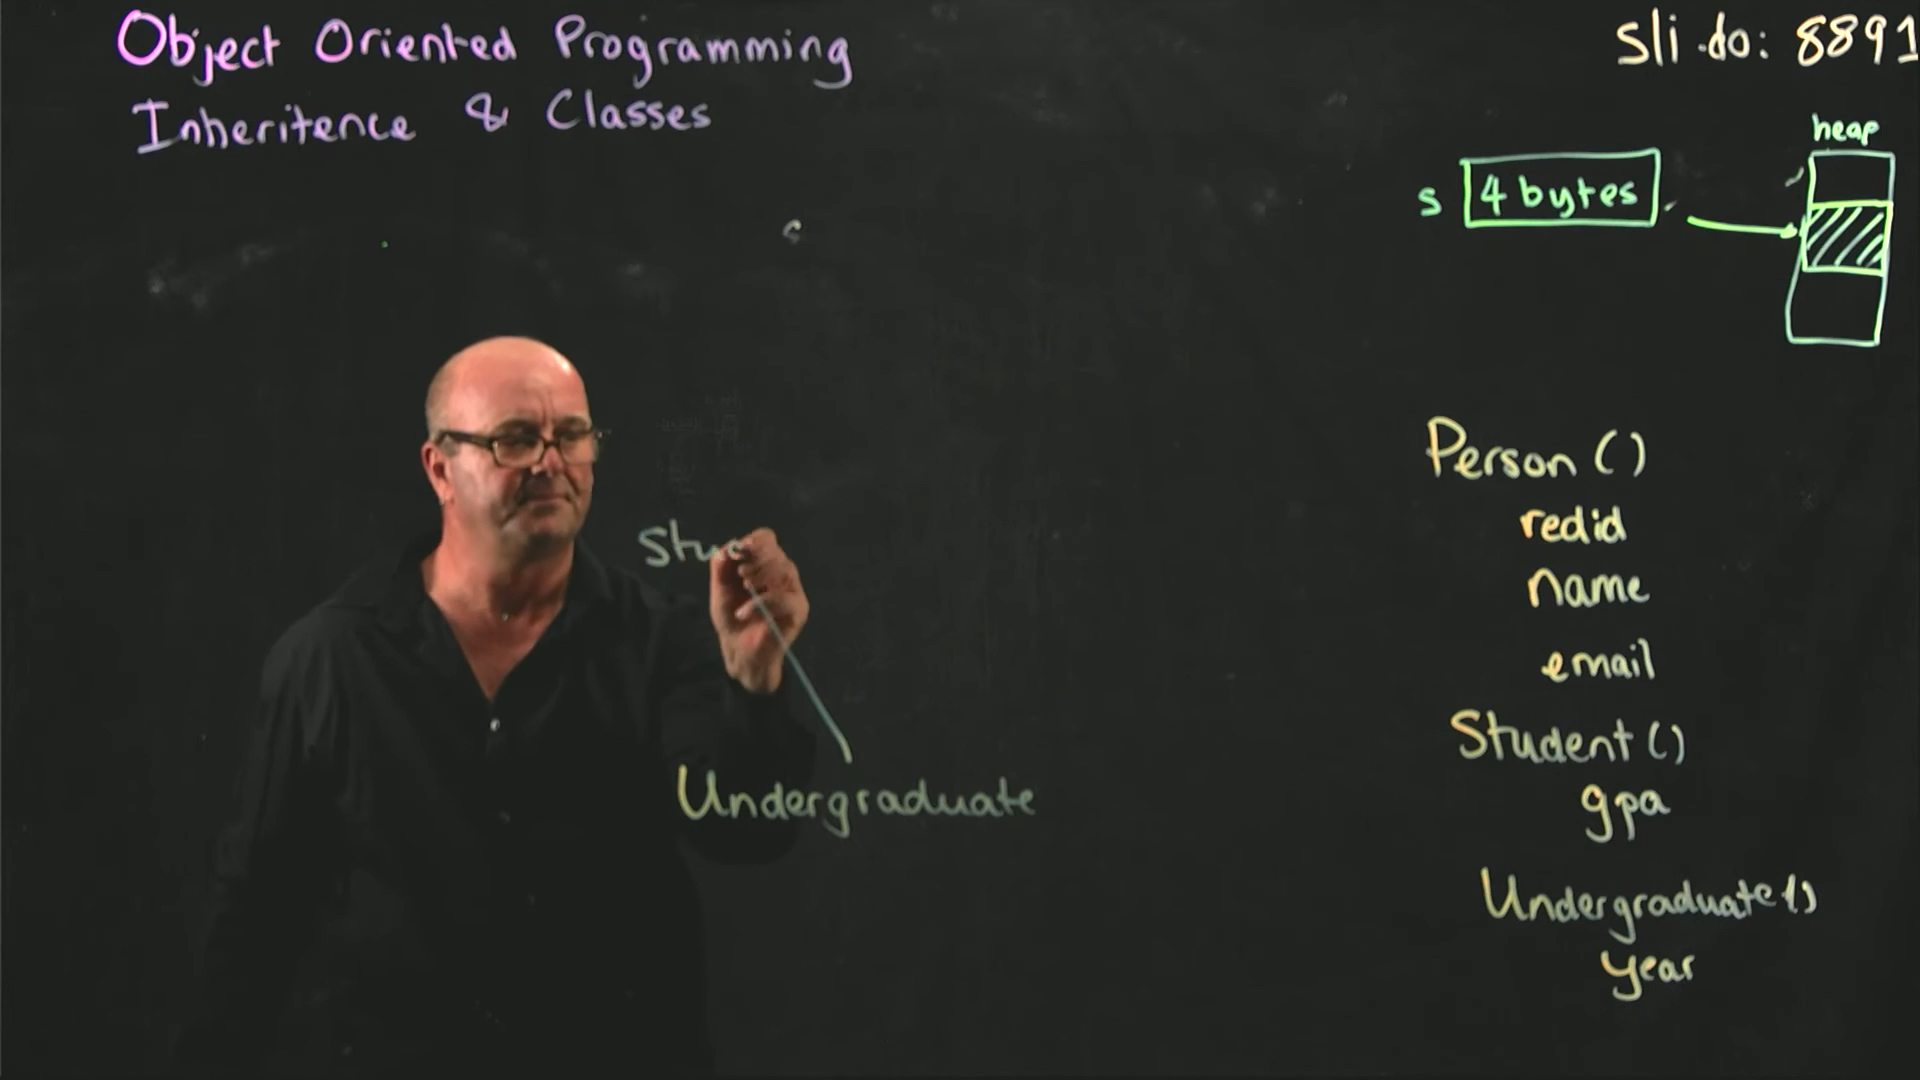 Object Oriented Programming
Inheritence & Classes
sli.do: 8891
heap
s 4 bytes
Person ()
redid
name
email
Stu
Student ()
gpa
Undergraduate
Undergraduate ()
year